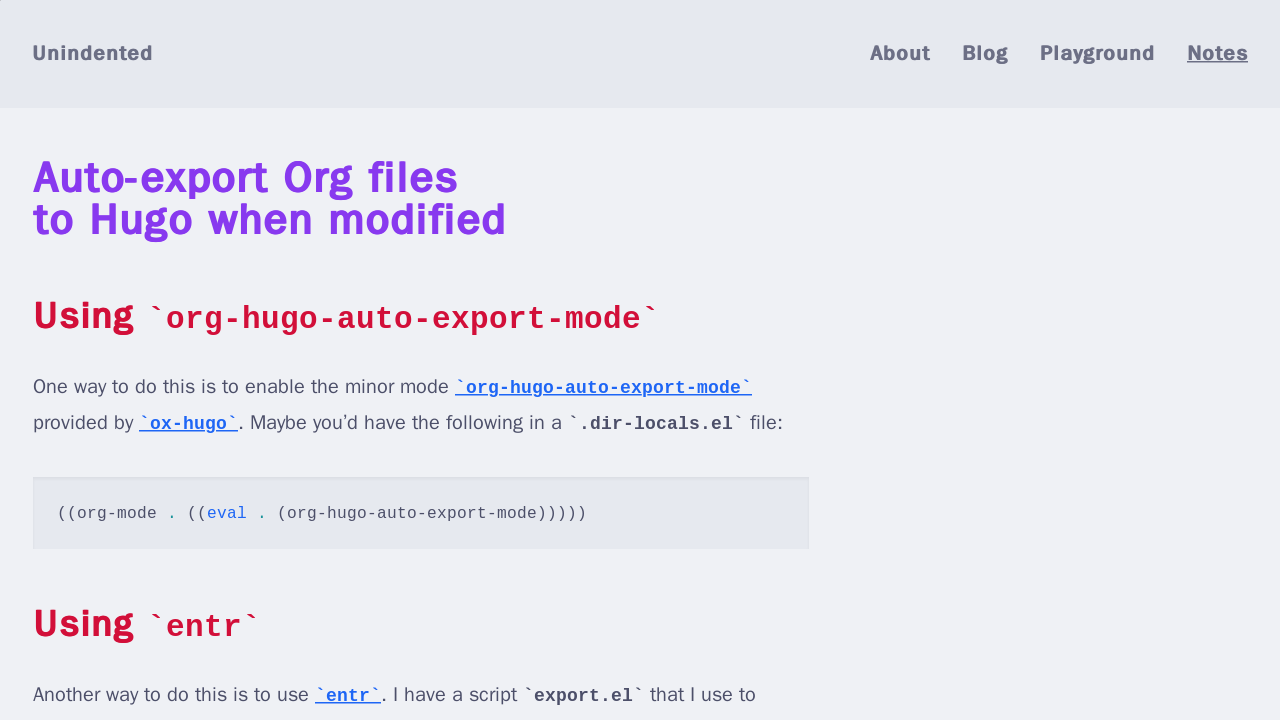 Unindented
About Blog Playground Notes
Auto-export Org files
to Hugo when modified
Using `org-hugo-auto-export-mode`
One way to do this is to enable the minor mode `org-hugo-auto-export-mode`
provided by `ox-hugo`. Maybe you’d have the following in a `.dir-locals.el` file:
((org-mode . ((eval . (org-hugo-auto-export-mode)))))
Using `entr`
Another way to do this is to use `entr`. I have a script `export.el` that I use to